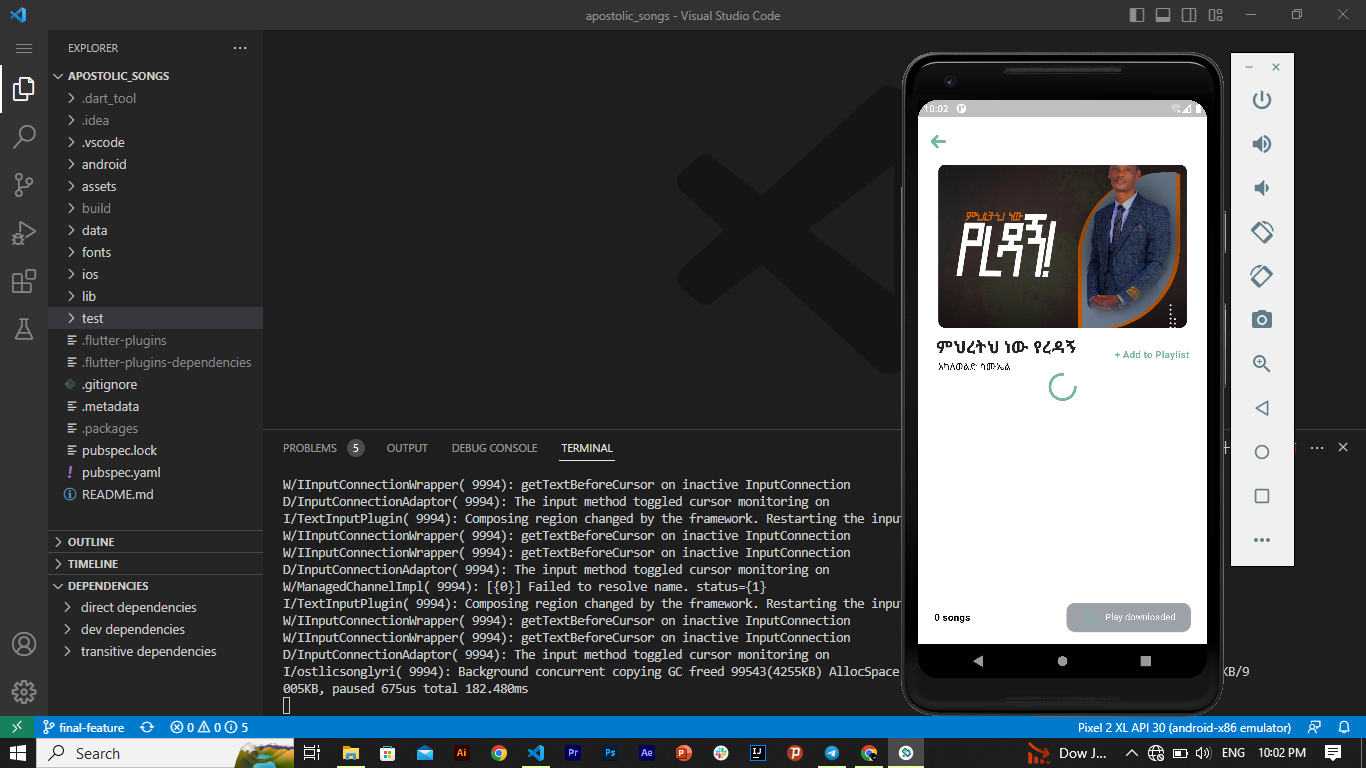 apostolic_songs - Visual Studio Code
EXPLORER
APOSTOLIC_SONGS
.dart_tool
.idea
.vscode
android
assets
build
data
fonts
ios
lib
test
.flutter-plugins
.flutter-plugins-dependencies
.gitignore
.metadata
.packages
pubspec.lock
pubspec.yaml
README.md
OUTLINE
TIMELINE
DEPENDENCIES
direct dependencies
dev dependencies
transitive dependencies
PROBLEMS 5 OUTPUT DEBUG CONSOLE TERMINAL
W/IInputConnectionWrapper( 9994): getTextBeforeCursor on inactive InputConnection
D/InputConnectionAdaptor( 9994): The input method toggled cursor monitoring on
I/TextInputPlugin( 9994): Composing region changed by the framework. Restarting the input
W/IInputConnectionWrapper( 9994): getTextBeforeCursor on inactive InputConnection
W/IInputConnectionWrapper( 9994): getTextBeforeCursor on inactive InputConnection
D/InputConnectionAdaptor( 9994): The input method toggled cursor monitoring on
W/ManagedChannelImpl( 9994): [{0}] Failed to resolve name. status={1}
I/TextInputPlugin( 9994): Composing region changed by the framework. Restarting the input
W/IInputConnectionWrapper( 9994): getTextBeforeCursor on inactive InputConnection
W/IInputConnectionWrapper( 9994): getTextBeforeCursor on inactive InputConnection
D/InputConnectionAdaptor( 9994): The input method toggled cursor monitoring on
I/ostlicsonglyri( 9994): Background concurrent copying GC freed 99543(4255KB) AllocSpace KB/9
005KB, paused 675us total 182.480ms
10:02
ምህረትህ ነው
የረዳኝ!
ምህረትህ ነው የረዳኝ
+ Add to Playlist
አካለወልድ ሳሙኤል
0 songs
Play downloaded
final-feature 0 0 5
Pixel 2 XL API 30 (android-x86 emulator)
Search
Ai
Pr
Ps
Ae
Dow J...
ENG
10:02 PM